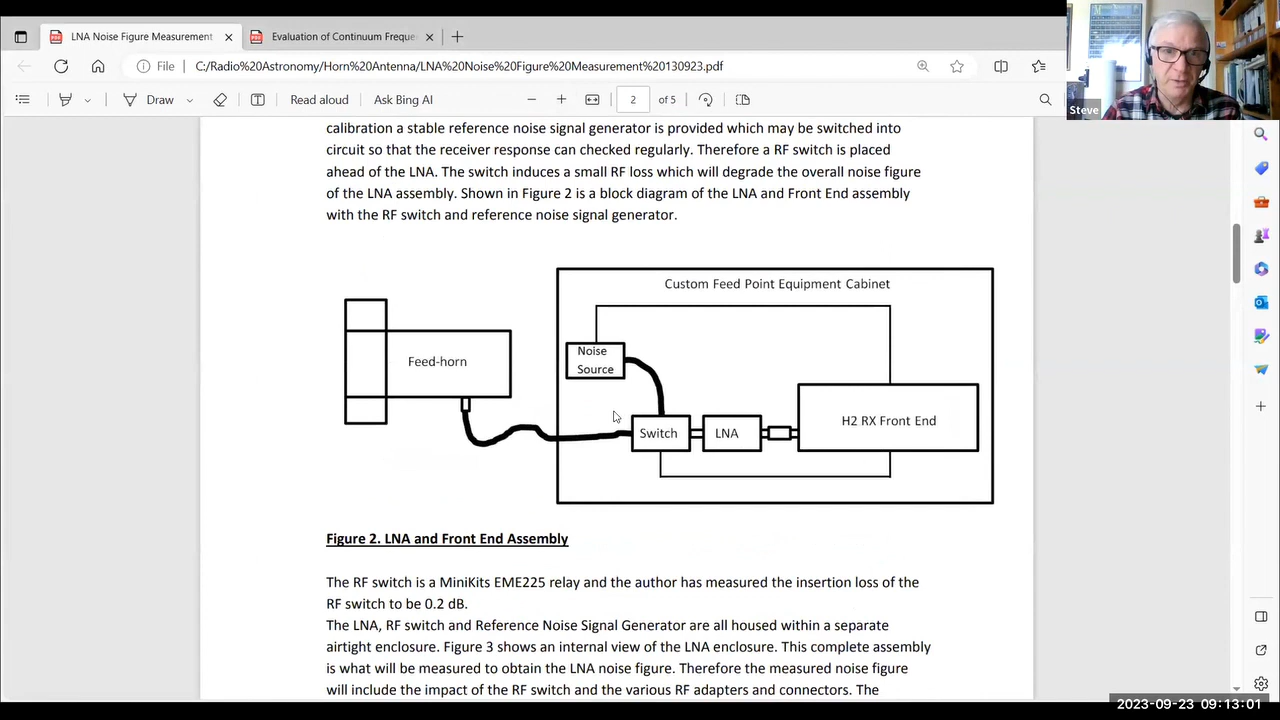 LNA Noise Figure Measurement
Evaluation of Continuum Frequ
File
C:/Radio%20Astronomy/Horn%20Antenna/LNA%20Noise%20Figure%20Measurement%20130923.pdf
Draw
Read aloud
Ask Bing AI
2
of 5
Steve
calibration a stable reference noise signal generator is provided which may be switched into
circuit so that the receiver response can checked regularly. Therefore a RF switch is placed
ahead of the LNA. The switch induces a small RF loss which will degrade the overall noise figure
of the LNA assembly. Shown in Figure 2 is a block diagram of the LNA and Front End assembly
with the RF switch and reference noise signal generator.
Custom Feed Point Equipment Cabinet
Noise
Source
Feed-horn
Switch
LNA
H2 RX Front End
Figure 2. LNA and Front End Assembly
The RF switch is a MiniKits EME225 relay and the author has measured the insertion loss of the
RF switch to be 0.2 dB.
The LNA, RF switch and Reference Noise Signal Generator are all housed within a separate
airtight enclosure. Figure 3 shows an internal view of the LNA enclosure. This complete assembly
is what will be measured to obtain the LNA noise figure. Therefore the measured noise figure
will include the impact of the RF switch and the various RF adapters and connectors. The
2023-09-23 09:13:01